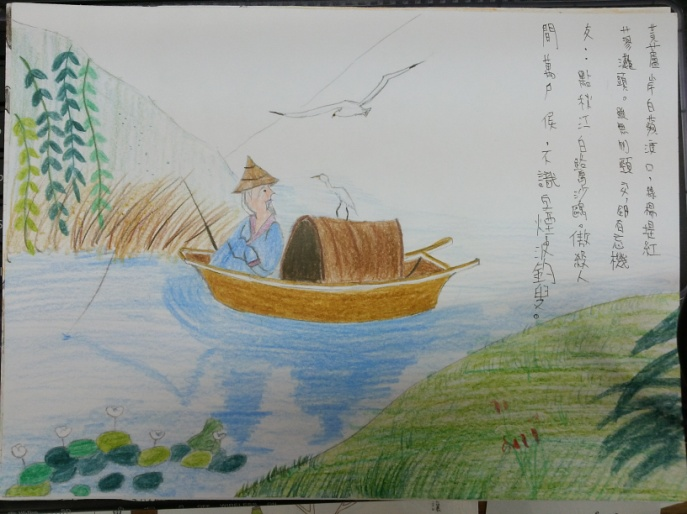 黃蘆岸白蘋渡口,綠楊堤紅
蓼灘頭。雖無刎頸交,卻有忘機
友:點秋江白鷺沙鷗。傲殺人
間萬戶侯,不識字煙波釣叟。